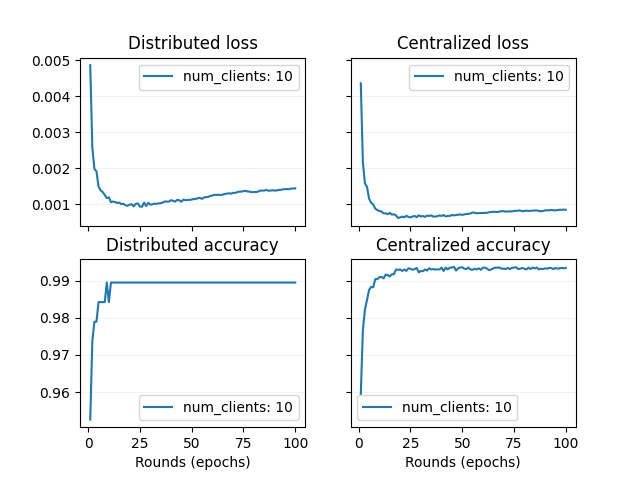 Distributed loss
Centralized loss
0.005
0.004
0.003
0.002
0.001
num_clients: 10
num_clients: 10
Distributed accuracy
Centralized accuracy
0.99
0.98
0.97
0.96
num_clients: 10
num_clients: 10
0
25
50
75
100
0
25
50
75
100
Rounds (epochs)
Rounds (epochs)